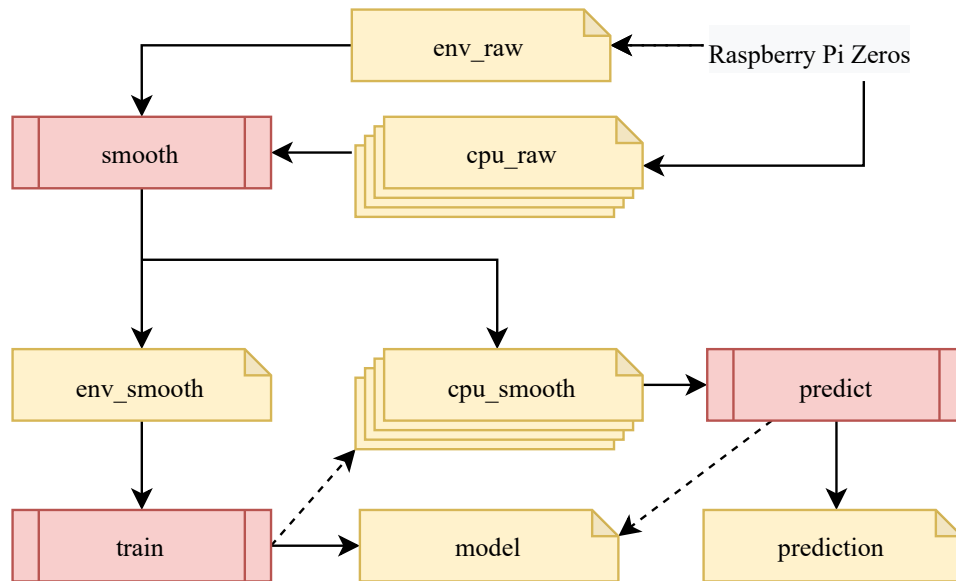 env_raw
Raspberry Pi Zeros
smooth
cpu_raw
env_smooth
cpu_smooth
predict
train
model
prediction